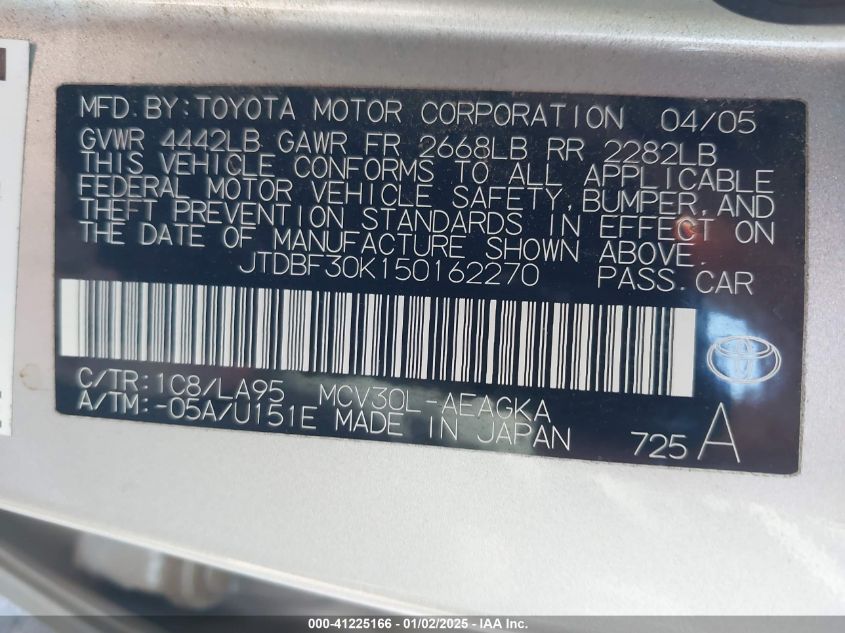 MFD.BY:TOYOTA MOTOR CORPORATION 04/05
GVWR 4442LB GAWR FR 2668LB RR 2282LB
THIS VEHICLE CONFORMS TO ALL APPLICABLE
FEDERAL MOTOR VEHICLE SAFETY,BUMPER,AND
THEFT PREVENTION STANDARDS IN EFFECT ON
THE DATE OF MANUFACTURE SHOWN ABOVE.
JTDBF30K150162270 PASS.CAR
C/TR:1C8/LA95 MCV30L-AEAGKA
A/TM:-05A/U151E MADE IN JAPAN 725A
000-41225166 - 01/02/2025 - IAA Inc.